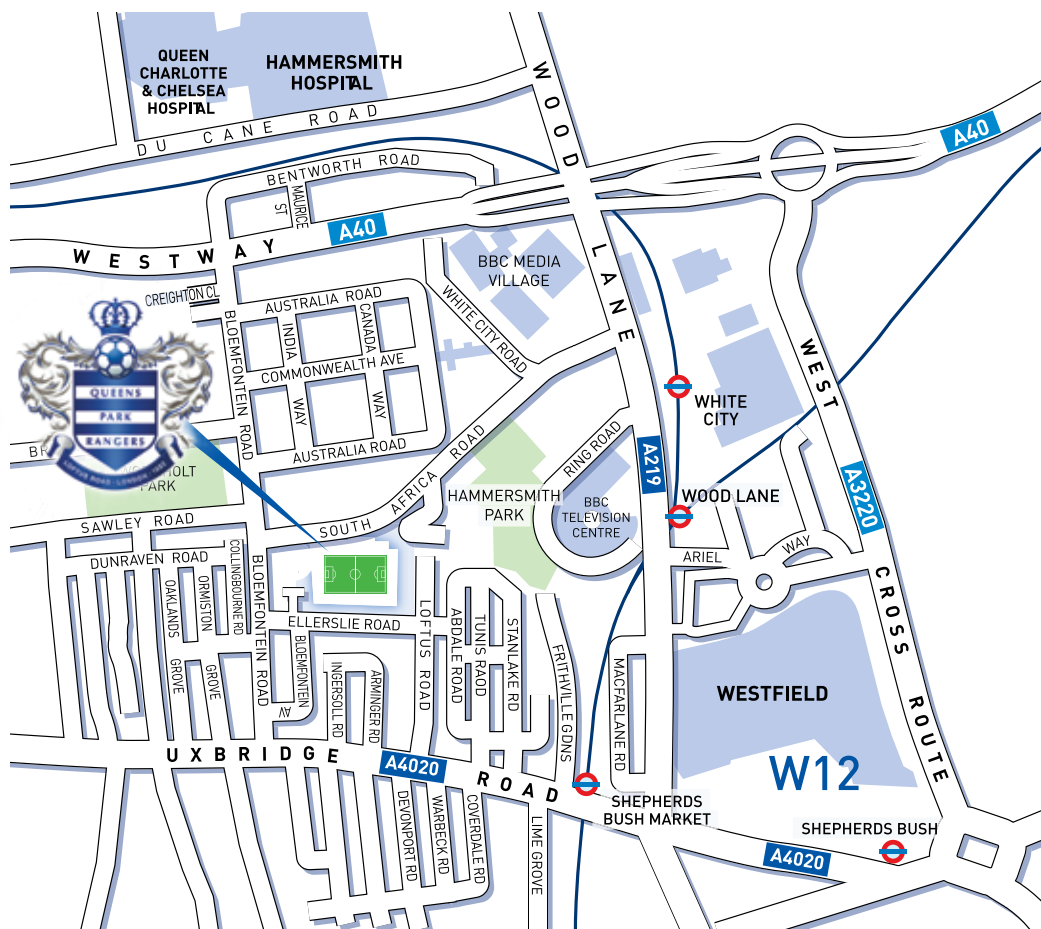 QUEEN
CHARLOTTE
& CHELSEA
HOSPITAL
HAMMERSMITH
HOSPITAL
DU CANE ROAD
WOOD LANE
A40
BENTWORTH ROAD
MAURICE
ST
A40
WESTWAY
BBC MEDIA
VILLAGE
CREIGHTON CL
AUSTRALIA ROAD
WHITE CITY ROAD
BLOEMFONTEIN ROAD
INDIA WAY
CANADA WAY
COMMONWEALTH AVE
AUSTRALIA ROAD
QUEENS
PARK
RANGERS
LOFTUS ROAD · LONDON · 1882
PARK
WHITE
CITY
WEST CROSS ROUTE
A219
A3220
RING ROAD
SOUTH AFRICA ROAD
HAMMERSMITH
PARK
BBC
TELEVISION
CENTRE
WOOD LANE
ARIEL WAY
SAWLEY ROAD
DUNRAVEN ROAD
OAKLANDS GROVE
ORMISTON GROVE
COLLINGBOURNE RD
BLOEMFONTEIN ROAD
BLOEMFONTEIN AV
ELLERSLIE ROAD
INGERSOLL RD
ARMINGER RD
LOFTUS ROAD
ABDALE ROAD
TUNIS RAOD
STANLAKE RD
FRITHVILLE GDNS
MACFARLANE RD
WESTFIELD
W12
UXBRIDGE ROAD
A4020
SHEPHERDS
BUSH MARKET
SHEPHERDS BUSH
A4020
DEVONPORT RD
WARBECK RD
COVERDALE RD
LIME GROVE